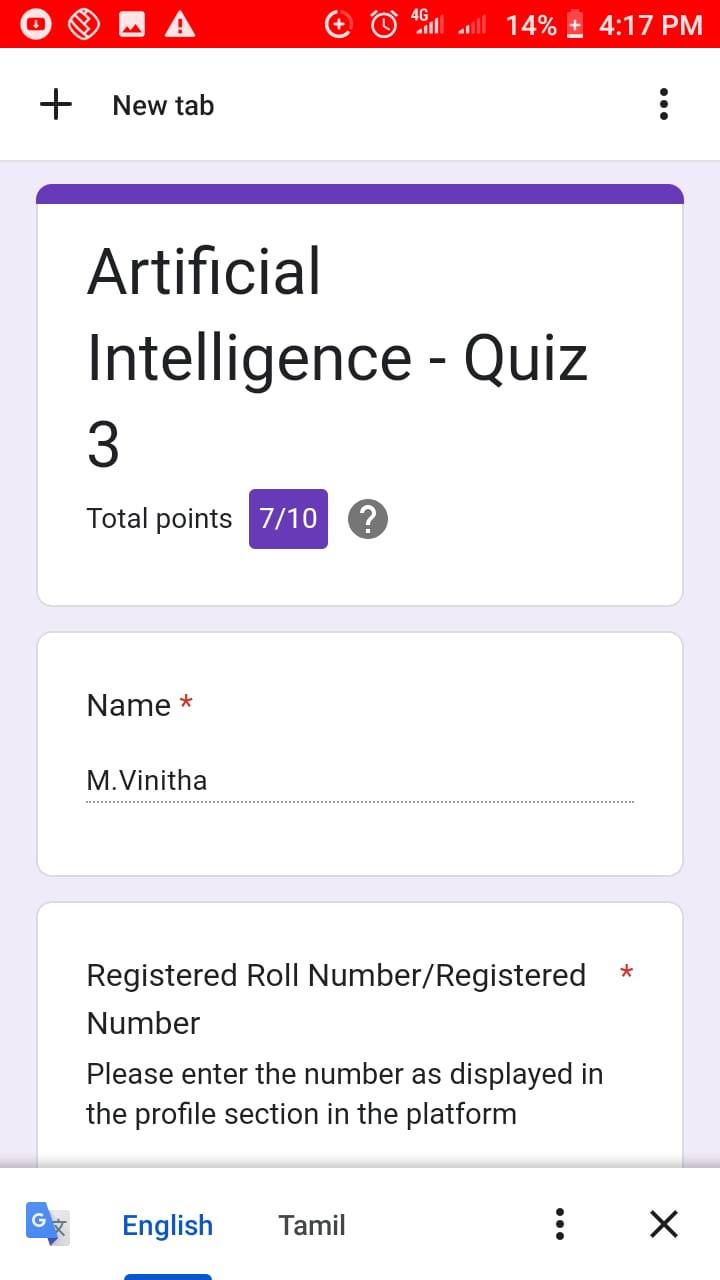 4G 14% 4:17 PM
New tab
Artificial
Intelligence - Quiz
3
Total points 7/10 ?
Name *
M.Vinitha
Registered Roll Number/Registered *
Number
Please enter the number as displayed in
the profile section in the platform
G 文 English Tamil